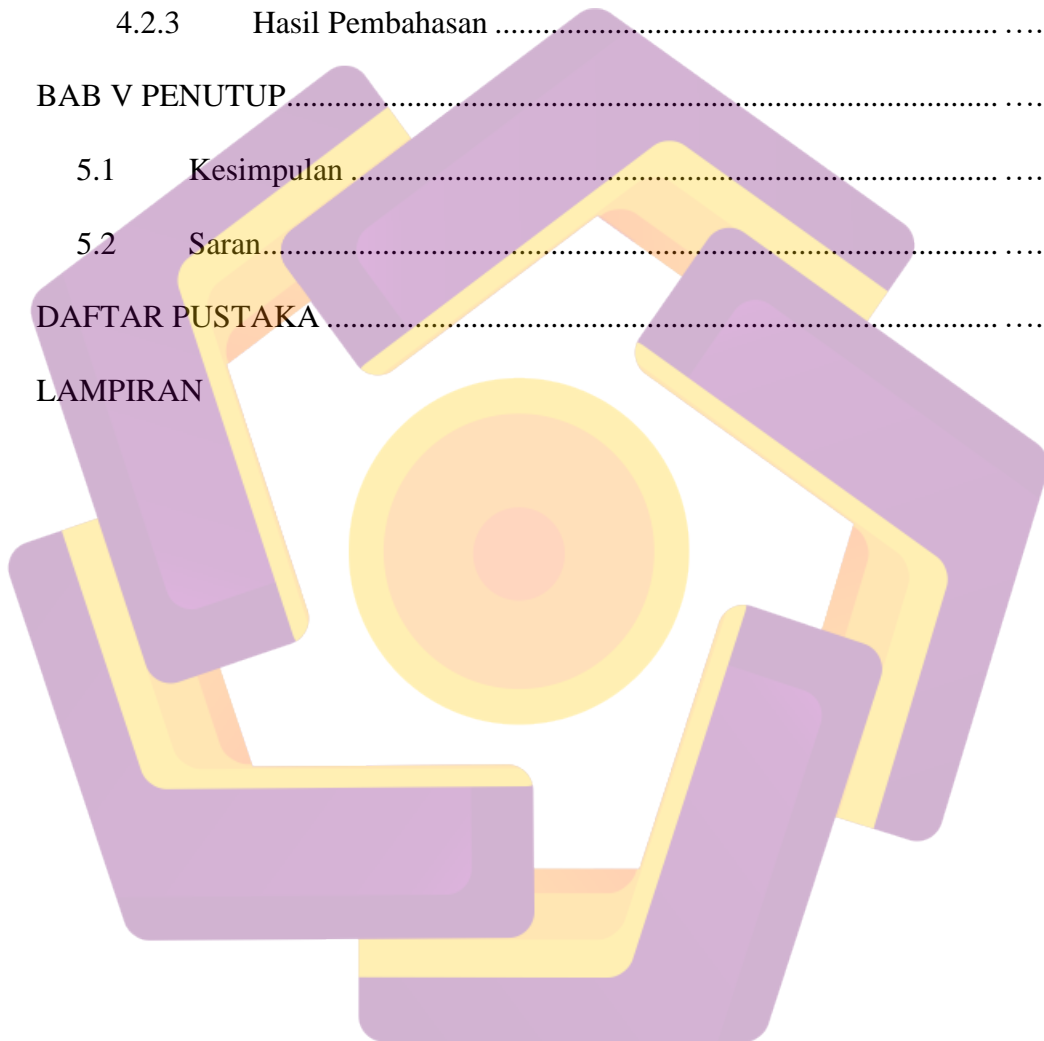 4.2.3 Hasil Pembahasan ................................................................ ….
BAB V PENUTUP.......................................................................................... ….
5.1 Kesimpulan .................................................................................. ….
5.2 Saran............................................................................................. ….
DAFTAR PUSTAKA ..................................................................................... ….
LAMPIRAN